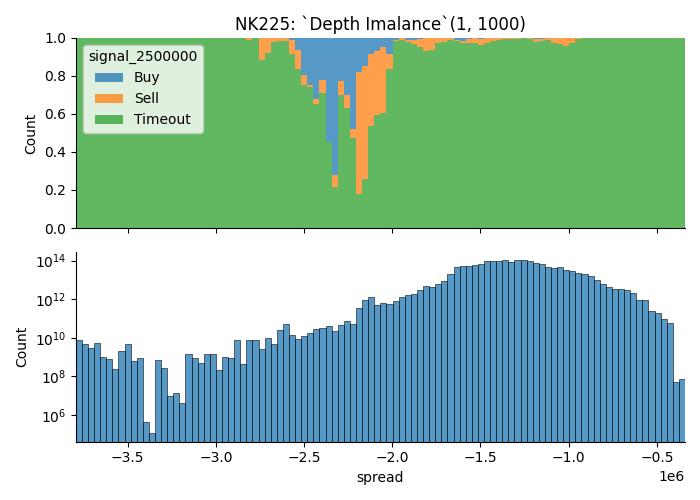 NK225: `Depth Imalance`(1, 1000)
Count
1.0
0.8
0.6
0.4
0.2
0.0
signal_2500000
Buy
Sell
Timeout
Count
10^14
10^12
10^10
10^8
10^6
−3.5 −3.0 −2.5 −2.0 −1.5 −1.0 −0.5
1e6
spread